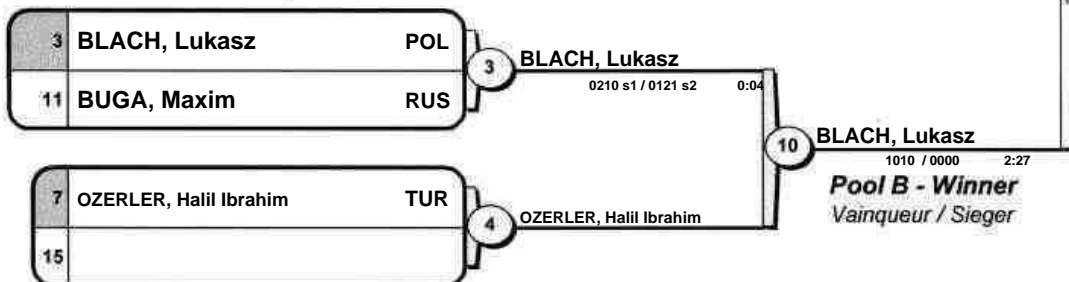 3 BLACH, Lukasz POL
11 BUGA, Maxim RUS
3
BLACH, Lukasz
0210 s1 / 0121 s2 0:04
7 OZERLER, Halil Ibrahim TUR
15
4
OZERLER, Halil Ibrahim
10
BLACH, Lukasz
1010 / 0000 2:27
Pool B - Winner
Vainqueur / Sieger